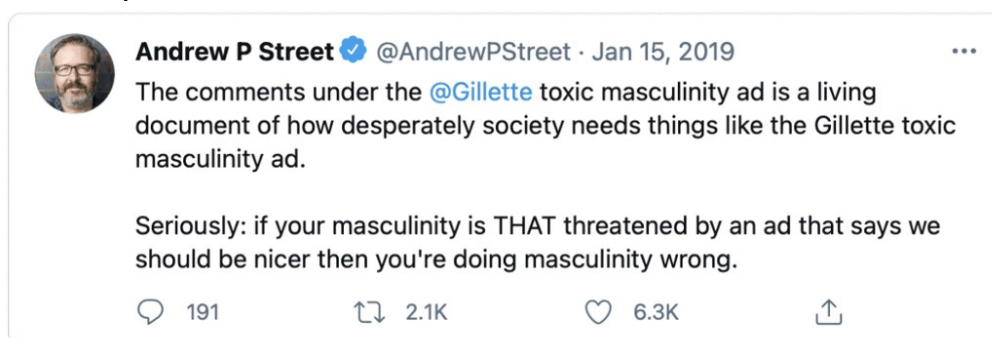 Andrew P Street @AndrewPStreet · Jan 15, 2019
The comments under the @Gillette toxic masculinity ad is a living
document of how desperately society needs things like the Gillette toxic
masculinity ad.
Seriously: if your masculinity is THAT threatened by an ad that says we
should be nicer then you're doing masculinity wrong.
191 2.1K 6.3K